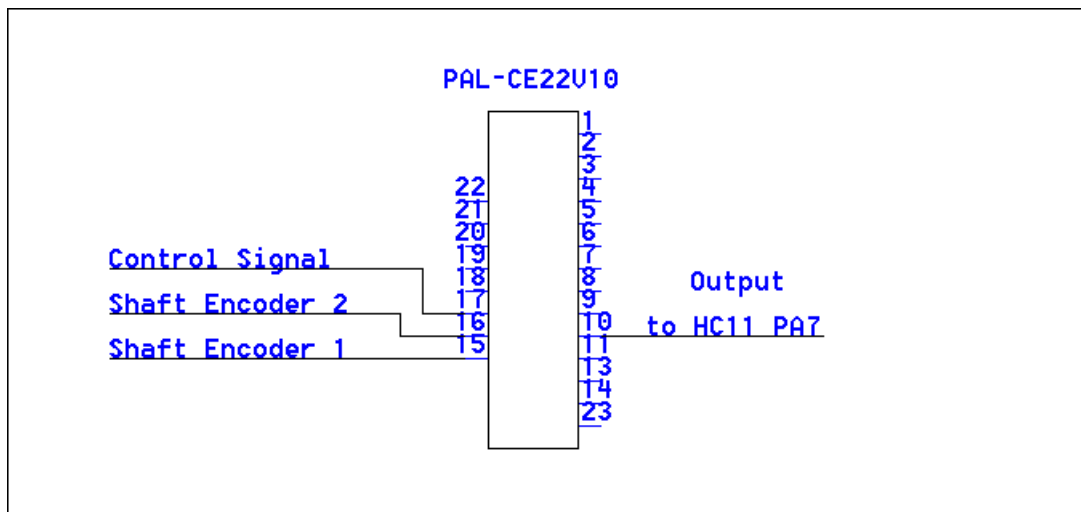 PAL-CE22V10
1
2
3
22 4
21 5
20 6
Control Signal 19 7
18 8 Output
Shaft Encoder 2 17 9
16 10 to HC11 PA7
Shaft Encoder 1 15 11
13
14
23